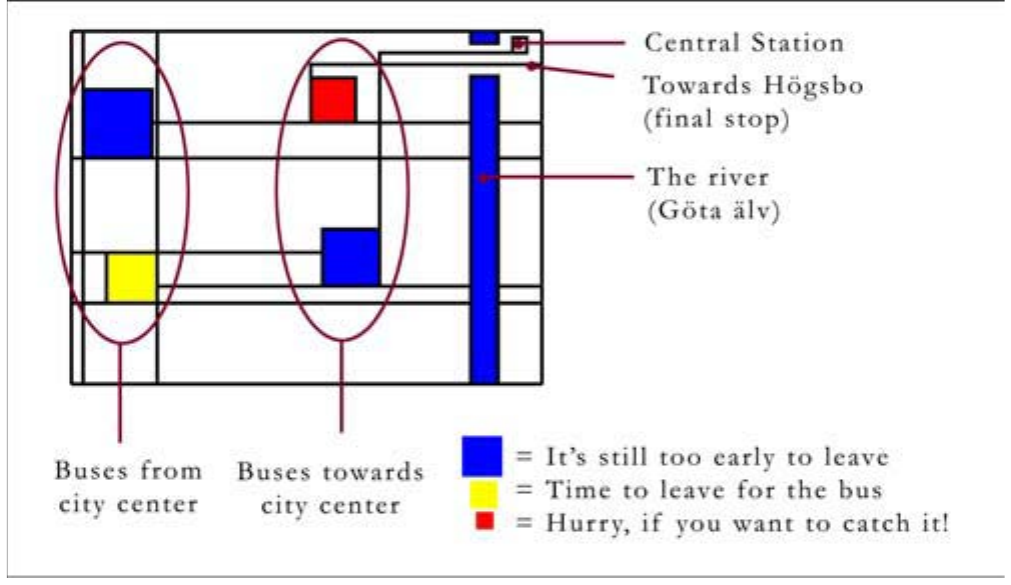 Central Station
Towards Högsbo
(final stop)
The river
(Göta älv)
Buses from
city center
Buses towards
city center
= It's still too early to leave
= Time to leave for the bus
= Hurry, if you want to catch it!